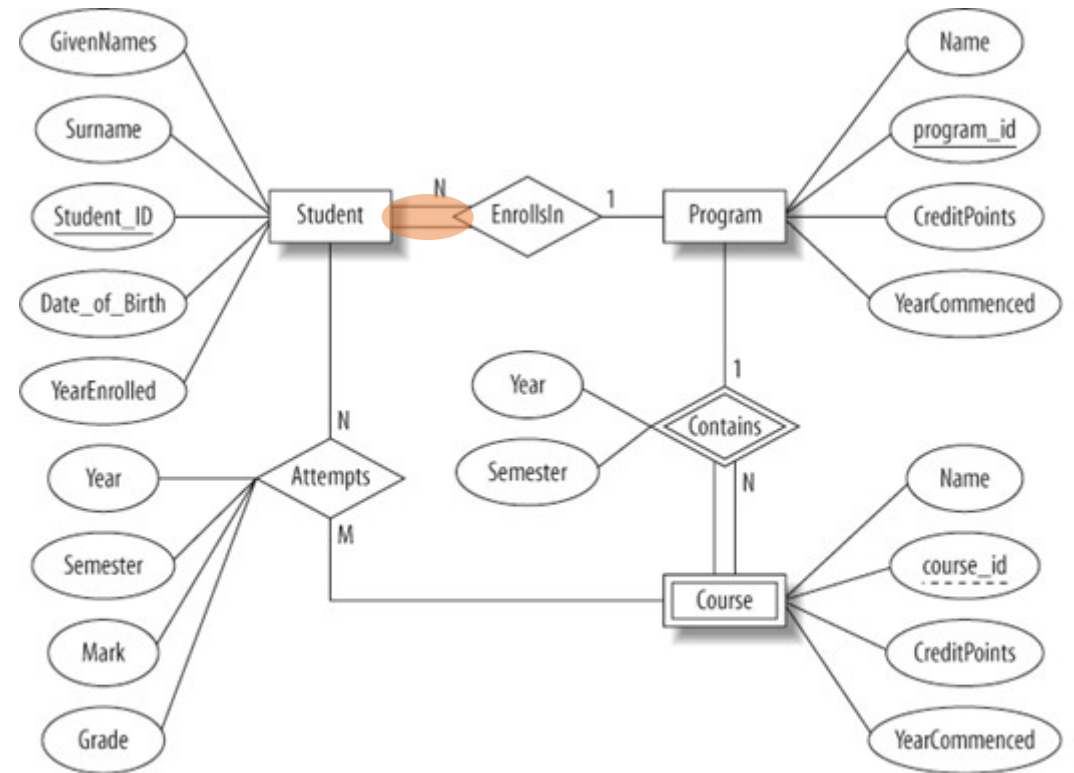 GivenNames
Name
Surname
program_id
N
1
Student
EnrollsIn
Program
Student_ID
CreditPoints
Date_of_Birth
YearCommenced
YearEnrolled
Year
1
N
Contains
Year
Attempts
Semester
N
Name
M
Semester
course_id
Course
Mark
CreditPoints
Grade
YearCommenced